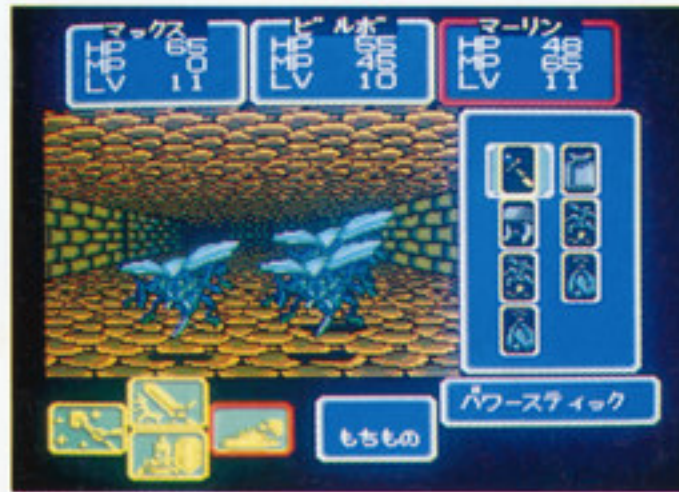 マックス
HP 65
MP 0
LV 11
ビルボ
HP 55
MP 45
LV 10
マーリン
HP 48
MP 65
LV 11
パワースティック
もちもの